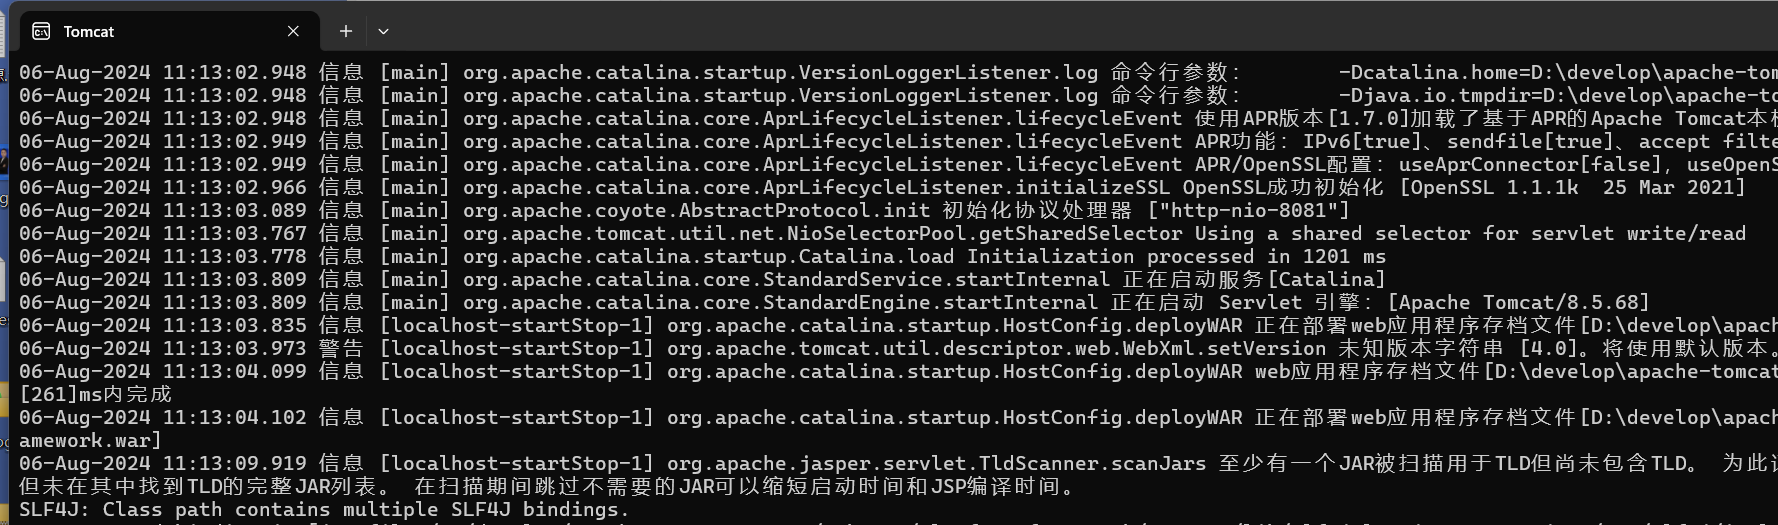 Tomcat
06-Aug-2024 11:13:02.948 信息 [main] org.apache.catalina.startup.VersionLoggerListener.log 命令行参数： -Dcatalina.home=D:\develop\apache-tom
06-Aug-2024 11:13:02.948 信息 [main] org.apache.catalina.startup.VersionLoggerListener.log 命令行参数： -Djava.io.tmpdir=D:\develop\apache-to
06-Aug-2024 11:13:02.948 信息 [main] org.apache.catalina.core.AprLifecycleListener.lifecycleEvent 使用APR版本[1.7.0]加载了基于APR的Apache Tomcat本
06-Aug-2024 11:13:02.949 信息 [main] org.apache.catalina.core.AprLifecycleListener.lifecycleEvent APR功能：IPv6[true]、sendfile[true]、accept filte
06-Aug-2024 11:13:02.949 信息 [main] org.apache.catalina.core.AprLifecycleListener.lifecycleEvent APR/OpenSSL配置：useAprConnector[false]，useOpenS
06-Aug-2024 11:13:02.966 信息 [main] org.apache.catalina.core.AprLifecycleListener.initializeSSL OpenSSL成功初始化 [OpenSSL 1.1.1k  25 Mar 2021]
06-Aug-2024 11:13:03.089 信息 [main] org.apache.coyote.AbstractProtocol.init 初始化协议处理器 ["http-nio-8081"]
06-Aug-2024 11:13:03.767 信息 [main] org.apache.tomcat.util.net.NioSelectorPool.getSharedSelector Using a shared selector for servlet write/read
06-Aug-2024 11:13:03.778 信息 [main] org.apache.catalina.startup.Catalina.load Initialization processed in 1201 ms
06-Aug-2024 11:13:03.809 信息 [main] org.apache.catalina.core.StandardService.startInternal 正在启动服务[Catalina]
06-Aug-2024 11:13:03.809 信息 [main] org.apache.catalina.core.StandardEngine.startInternal 正在启动 Servlet 引擎：[Apache Tomcat/8.5.68]
06-Aug-2024 11:13:03.835 信息 [localhost-startStop-1] org.apache.catalina.startup.HostConfig.deployWAR 正在部署web应用程序存档文件[D:\develop\apach
06-Aug-2024 11:13:03.973 警告 [localhost-startStop-1] org.apache.tomcat.util.descriptor.web.WebXml.setVersion 未知版本字符串 [4.0]。将使用默认版本。
06-Aug-2024 11:13:04.099 信息 [localhost-startStop-1] org.apache.catalina.startup.HostConfig.deployWAR web应用程序存档文件[D:\develop\apache-tomcat
[261]ms内完成
06-Aug-2024 11:13:04.102 信息 [localhost-startStop-1] org.apache.catalina.startup.HostConfig.deployWAR 正在部署web应用程序存档文件[D:\develop\apach
amework.war]
06-Aug-2024 11:13:09.919 信息 [localhost-startStop-1] org.apache.jasper.servlet.TldScanner.scanJars 至少有一个JAR被扫描用于TLD但尚未包含TLD。 为此
但未在其中找到TLD的完整JAR列表。 在扫描期间跳过不需要的JAR可以缩短启动时间和JSP编译时间。
SLF4J: Class path contains multiple SLF4J bindings.